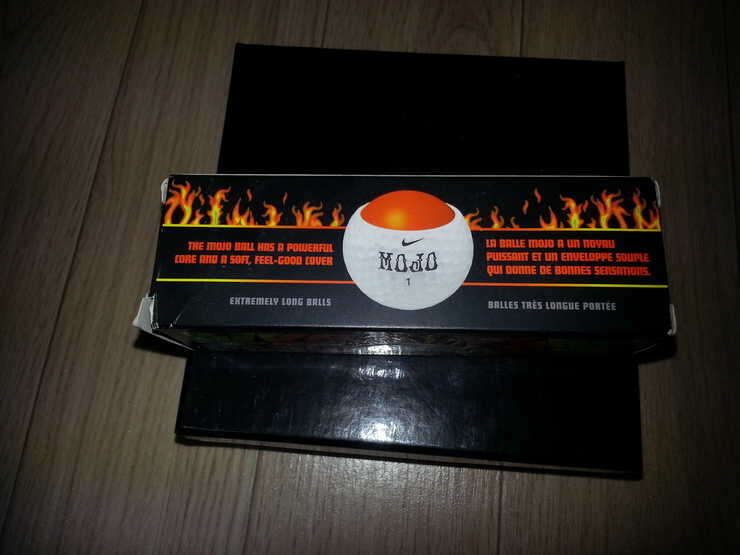 THE MOJO BALL HAS A POWERFUL
CORE AND A SOFT, FEEL-GOOD COVER
EXTREMELY LONG BALLS
MOJO
1
LA BALLE MOJO A UN NOYAU
PUISSANT ET UN ENVELOPPE SOUPLE
QUI DONNE DE BONNES SENSATIONS.
BALLES TRÈS LONGUE PORTÉE